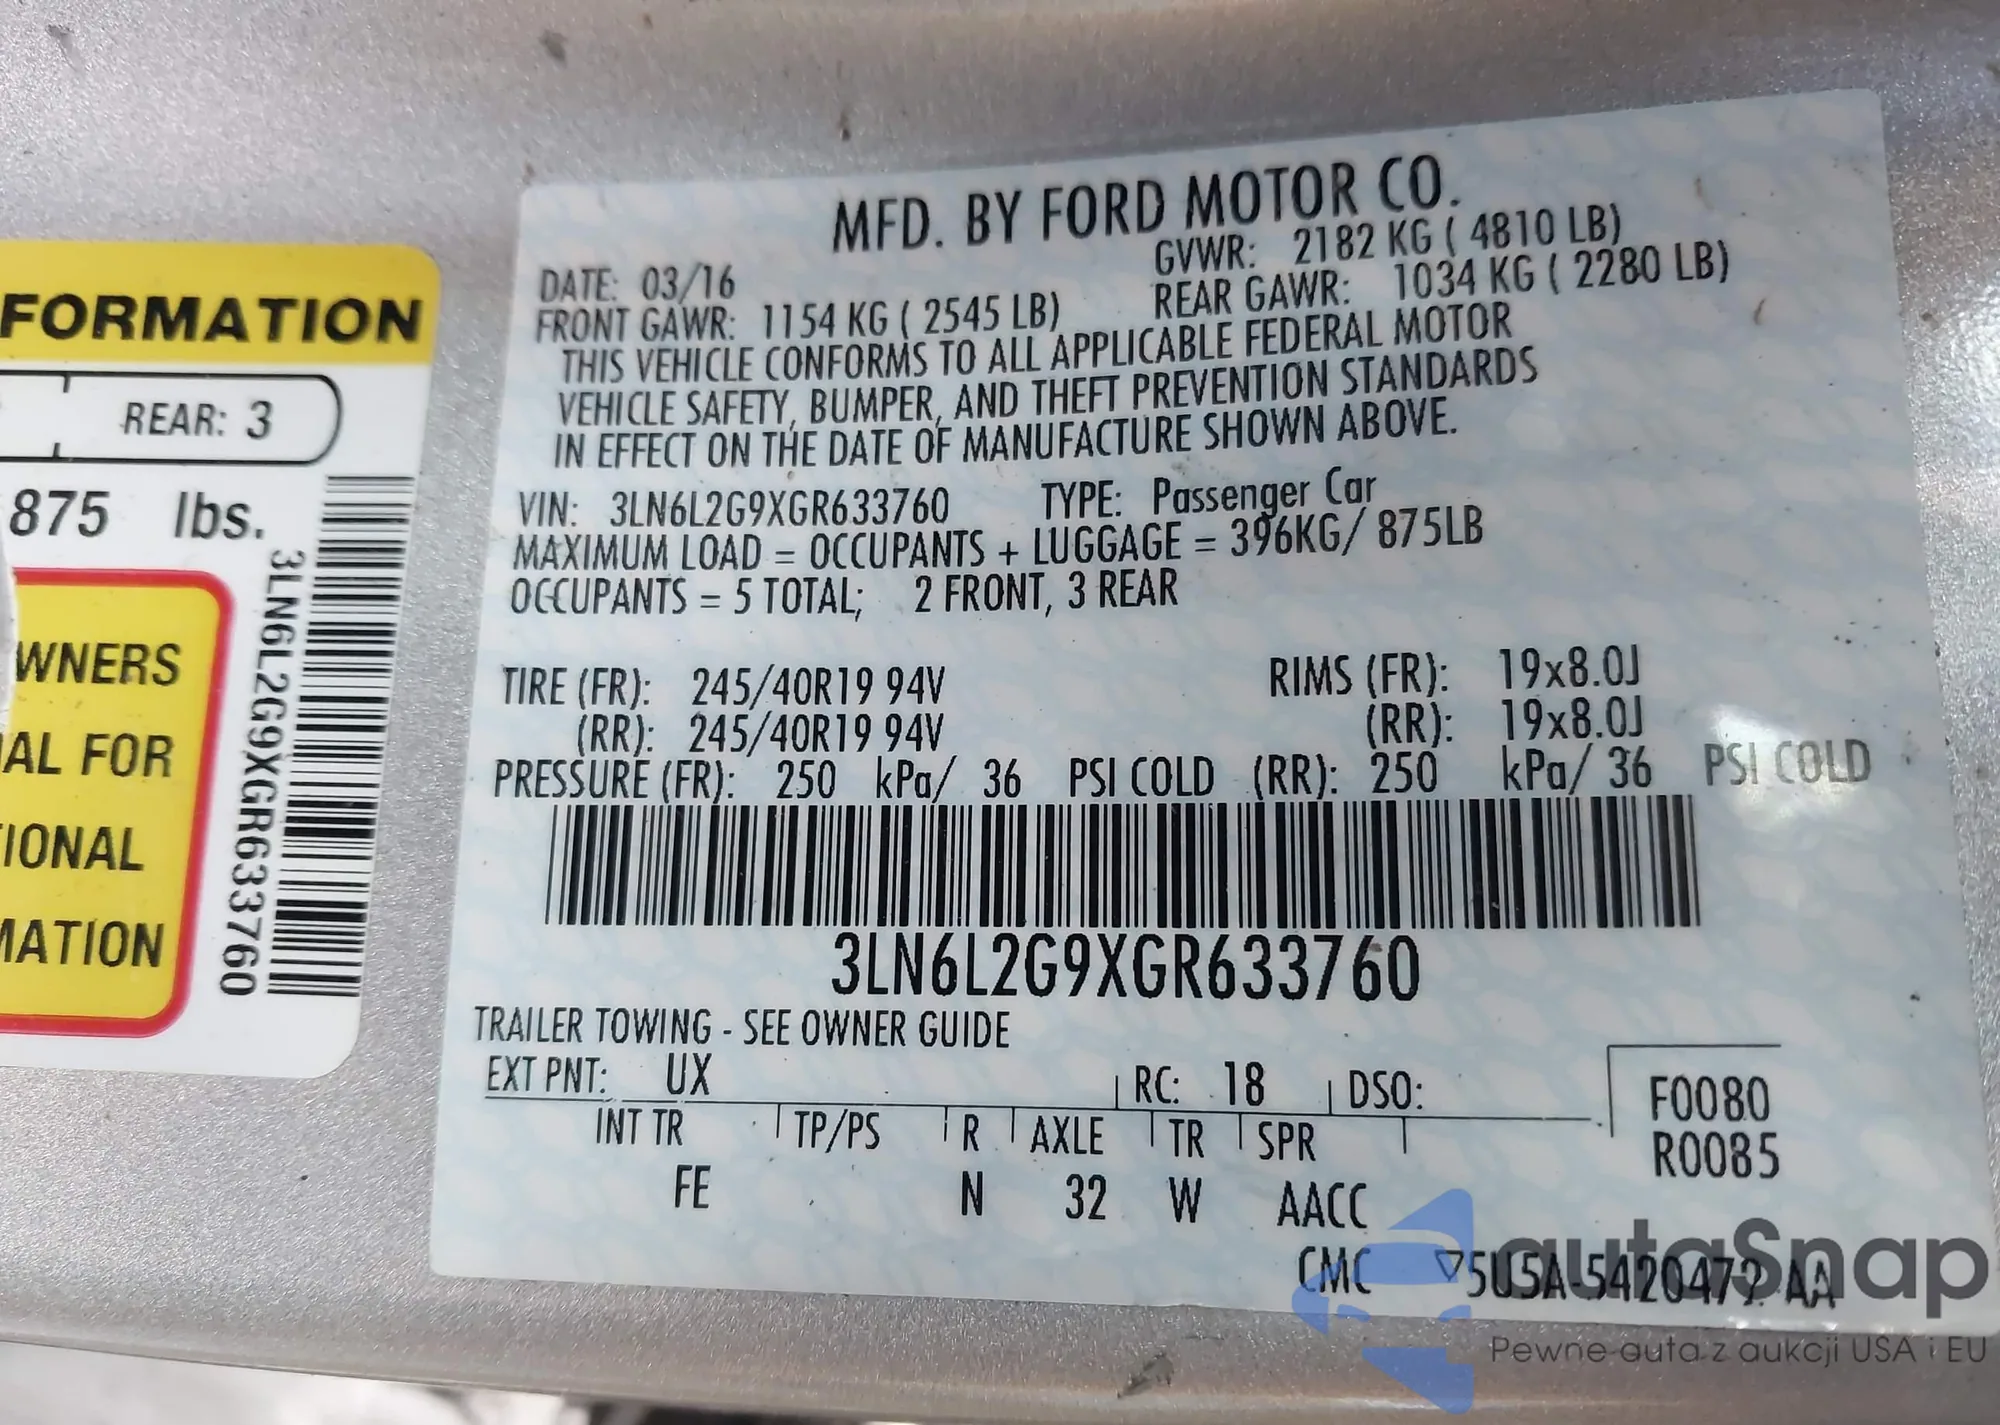 FORMATION
REAR: 3
875 lbs.
WNERS
AL FOR
IONAL
MATION
3LN6L2G9XGR633760
MFD. BY FORD MOTOR CO.
DATE: 03/16 GVWR: 2182 KG ( 4810 LB)
FRONT GAWR: 1154 KG ( 2545 LB) REAR GAWR: 1034 KG ( 2280 LB)
THIS VEHICLE CONFORMS TO ALL APPLICABLE FEDERAL MOTOR
VEHICLE SAFETY, BUMPER, AND THEFT PREVENTION STANDARDS
IN EFFECT ON THE DATE OF MANUFACTURE SHOWN ABOVE.
VIN: 3LN6L2G9XGR633760 TYPE: Passenger Car
MAXIMUM LOAD = OCCUPANTS + LUGGAGE = 396KG/ 875LB
OCCUPANTS = 5 TOTAL; 2 FRONT, 3 REAR
TIRE (FR): 245/40R19 94V RIMS (FR): 19x8.0J
(RR): 245/40R19 94V (RR): 19x8.0J
PRESSURE (FR): 250 kPa/ 36 PSI COLD (RR): 250 kPa/ 36 PSI COLD
3LN6L2G9XGR633760
TRAILER TOWING - SEE OWNER GUIDE
EXT PNT: UX RC: 18 DSO: F0080
INT TR TP/PS R AXLE TR SPR R0085
FE N 32 W AACC
CMC ▽5U5A-5420472-AA
autoSnap
Pewne auta z aukcji USA i EU